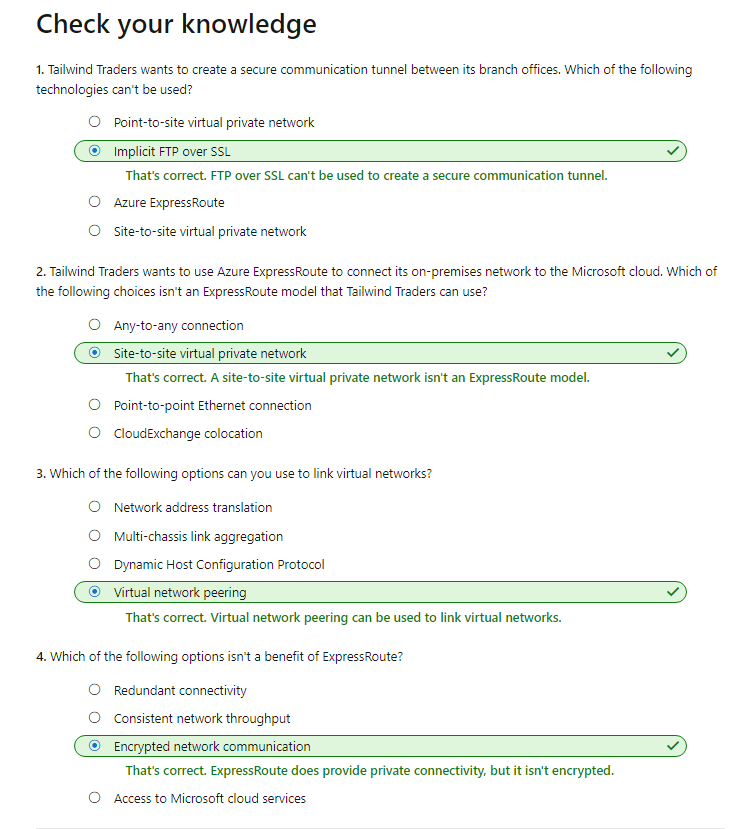 Check your knowledge
1. Tailwind Traders wants to create a secure communication tunnel between its branch offices. Which of the following
technologies can't be used?
Point-to-site virtual private network
Implicit FTP over SSL
That's correct. FTP over SSL can't be used to create a secure communication tunnel.
Azure ExpressRoute
Site-to-site virtual private network
2. Tailwind Traders wants to use Azure ExpressRoute to connect its on-premises network to the Microsoft cloud. Which of
the following choices isn't an ExpressRoute model that Tailwind Traders can use?
Any-to-any connection
Site-to-site virtual private network
That's correct. A site-to-site virtual private network isn't an ExpressRoute model.
Point-to-point Ethernet connection
CloudExchange colocation
3. Which of the following options can you use to link virtual networks?
Network address translation
Multi-chassis link aggregation
Dynamic Host Configuration Protocol
Virtual network peering
That's correct. Virtual network peering can be used to link virtual networks.
4. Which of the following options isn't a benefit of ExpressRoute?
Redundant connectivity
Consistent network throughput
Encrypted network communication
That's correct. ExpressRoute does provide private connectivity, but it isn't encrypted.
Access to Microsoft cloud services